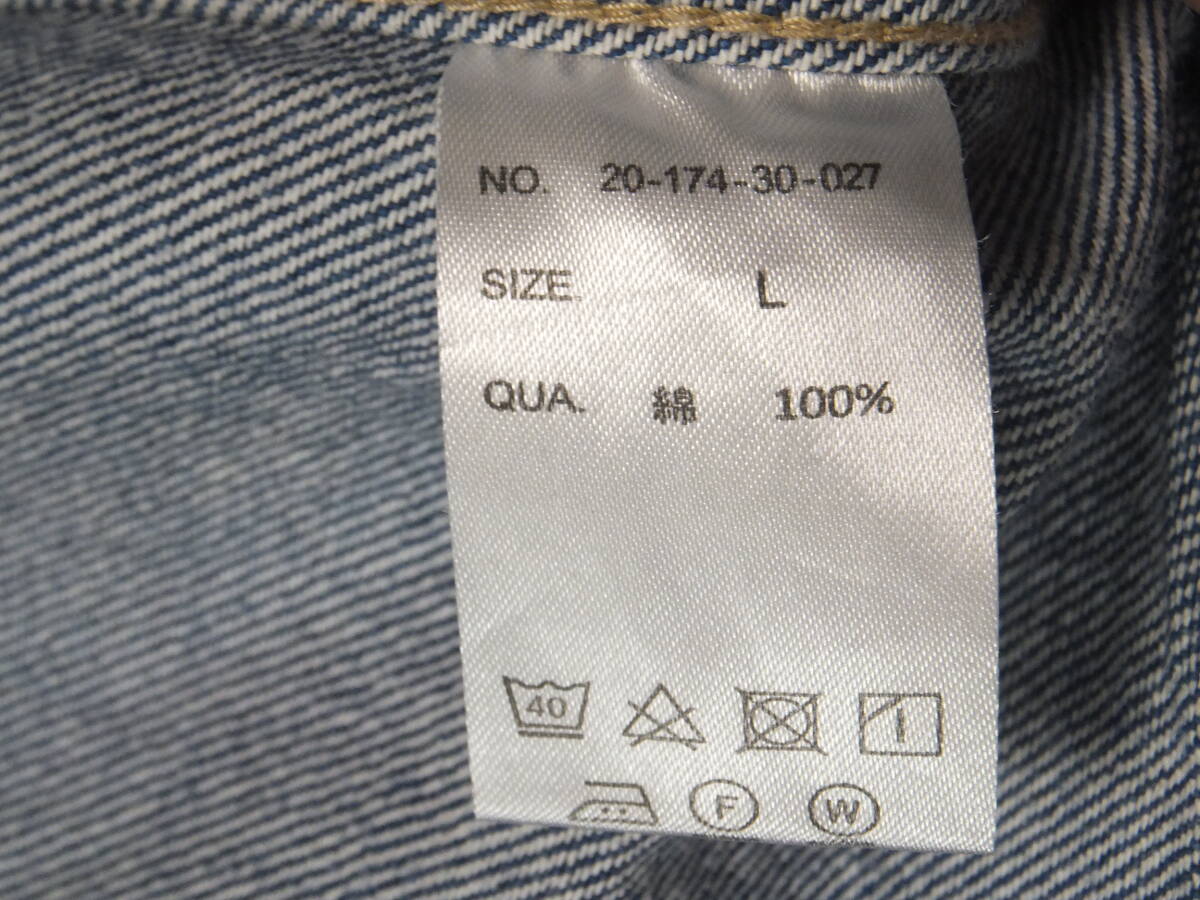 NO. 20-174-30-027
SIZE. L
QUA. 綿 100%
40
F W